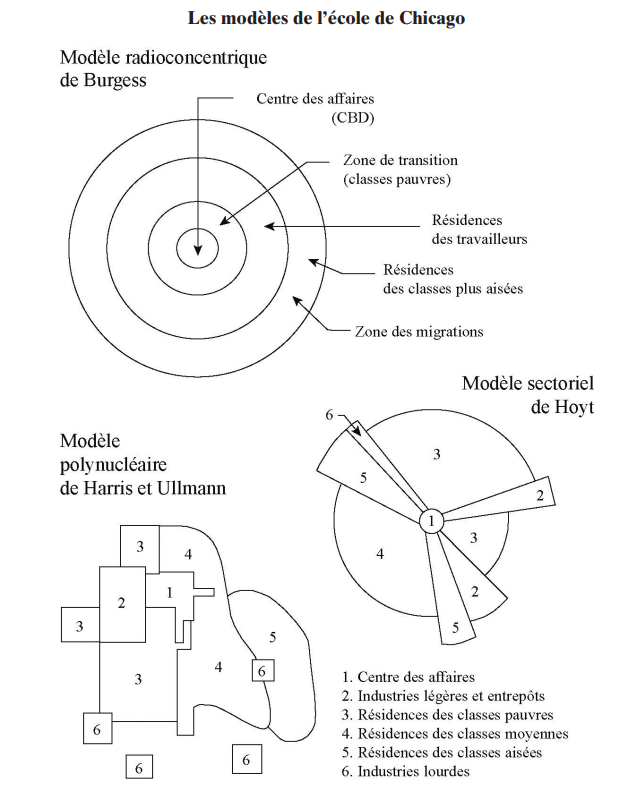 Les modèles de l'école de Chicago
Modèle radioconcentrique
de Burgess
Centre des affaires
(CBD)
Zone de transition
(classes pauvres)
Résidences
des travailleurs
Résidences
des classes plus aisées
Zone des migrations
Modèle sectoriel
de Hoyt
6
3
5
2
1
3
4
2
5
Modèle
polynucléaire
de Harris et Ullmann
3
4
1
2
3
5
3
4
6
6
6
6
1. Centre des affaires
2. Industries légères et entrepôts
3. Résidences des classes pauvres
4. Résidences des classes moyennes
5. Résidences des classes aisées
6. Industries lourdes